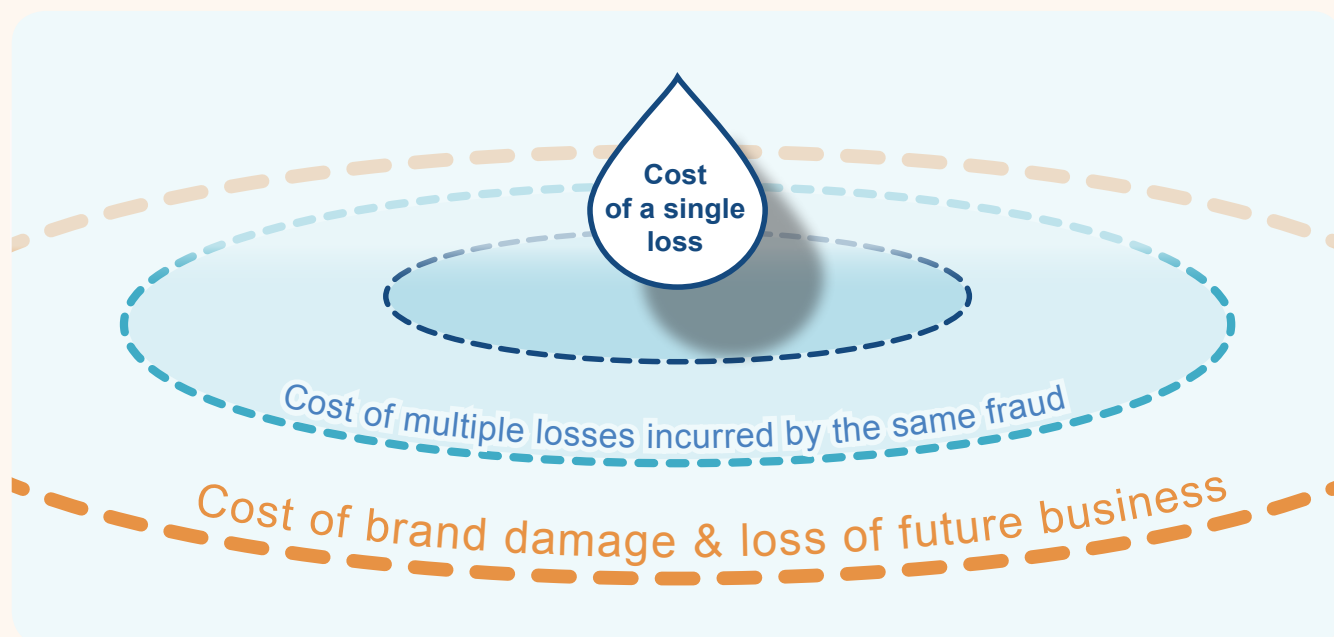 Cost
of a single
loss
Cost of multiple losses incurred by the same fraud
Cost of brand damage & loss of future business